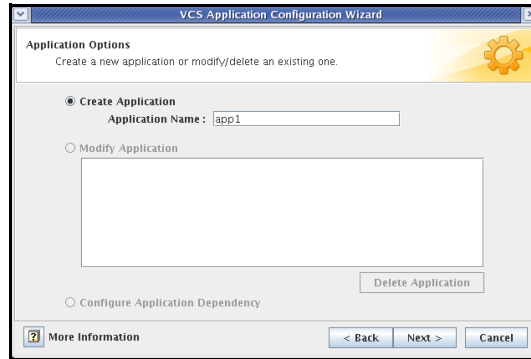 VCS Application Configuration Wizard
Application Options
Create a new application or modify/delete an existing one.
Create Application
Application Name : app1
Modify Application
Delete Application
Configure Application Dependency
More Information
< Back Next > Cancel